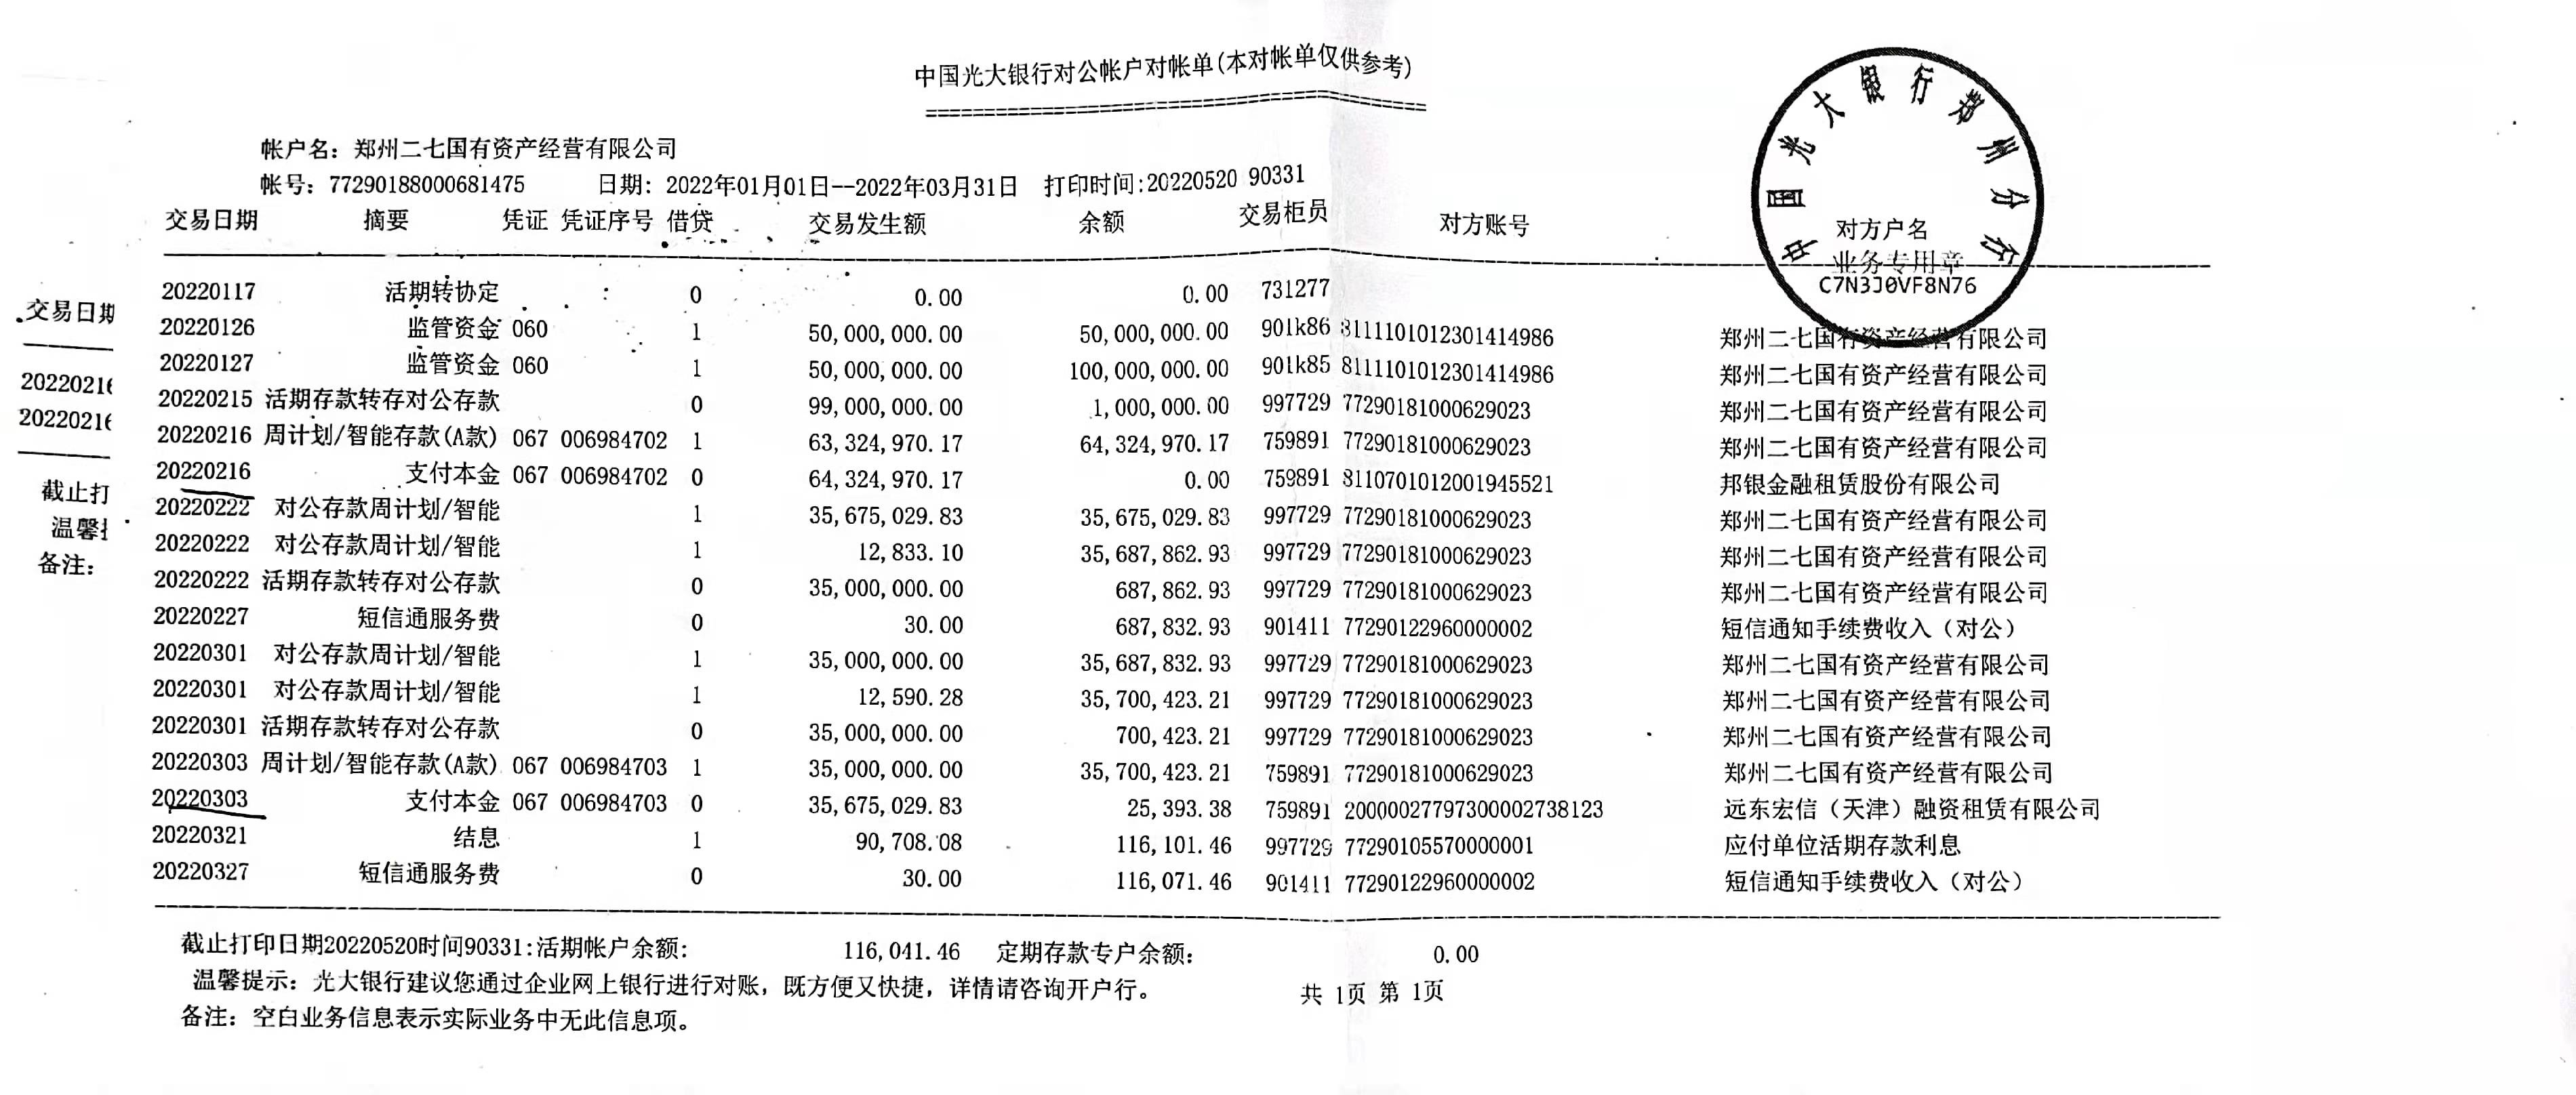 中国光大银行对公帐户对帐单(本对帐单仅供参考)
帐户名：郑州二七国有资产经营有限公司
帐号：77290188000681475 日期：2022年01月01日--2022年03月31日 打印时间:20220520 90331
交易日期 摘要 凭证 凭证序号 借贷 交易发生额 余额 交易柜员 对方账号 对方户名
中国光大银行郑州分行
业务专用章
C7N3J0VF8N76
20220117 活期转协定 0 0.00 0.00 731277
20220126 监管资金 060 1 50,000,000.00 50,000,000.00 901k86 8111101012301414986 郑州二七国有资产经营有限公司
20220127 监管资金 060 1 50,000,000.00 100,000,000.00 901k85 8111101012301414986 郑州二七国有资产经营有限公司
20220215 活期存款转存对公存款 0 99,000,000.00 1,000,000.00 997729 77290181000629023 郑州二七国有资产经营有限公司
20220216 周计划/智能存款(A款) 067 006984702 1 63,324,970.17 64,324,970.17 759891 77290181000629023 郑州二七国有资产经营有限公司
20220216 支付本金 067 006984702 0 64,324,970.17 0.00 759891 8110701012001945521 邦银金融租赁股份有限公司
20220222 对公存款周计划/智能 1 35,675,029.83 35,675,029.83 997729 77290181000629023 郑州二七国有资产经营有限公司
20220222 对公存款周计划/智能 1 12,833.10 35,687,862.93 997729 77290181000629023 郑州二七国有资产经营有限公司
20220222 活期存款转存对公存款 0 35,000,000.00 687,862.93 997729 77290181000629023 郑州二七国有资产经营有限公司
20220227 短信通服务费 0 30.00 687,832.93 901411 77290122960000002 短信通知手续费收入（对公）
20220301 对公存款周计划/智能 1 35,000,000.00 35,687,832.93 997729 77290181000629023 郑州二七国有资产经营有限公司
20220301 对公存款周计划/智能 1 12,590.28 35,700,423.21 997729 77290181000629023 郑州二七国有资产经营有限公司
20220301 活期存款转存对公存款 0 35,000,000.00 700,423.21 997729 77290181000629023 郑州二七国有资产经营有限公司
20220303 周计划/智能存款(A款) 067 006984703 1 35,000,000.00 35,700,423.21 759891 77290181000629023 郑州二七国有资产经营有限公司
20220303 支付本金 067 006984703 0 35,675,029.83 25,393.38 759891 20000027797300002738123 远东宏信（天津）融资租赁有限公司
20220321 结息 1 90,708.08 116,101.46 997729 77290105570000001 应付单位活期存款利息
20220327 短信通服务费 0 30.00 116,071.46 901411 77290122960000002 短信通知手续费收入（对公）
截止打印日期20220520时间90331:活期帐户余额： 116,041.46 定期存款专户余额： 0.00
温馨提示：光大银行建议您通过企业网上银行进行对账，既方便又快捷，详情请咨询开户行。 共 1页 第 1页
备注：空白业务信息表示实际业务中无此信息项。
交易日期
2022021
2022021
截止打
温馨
备注：